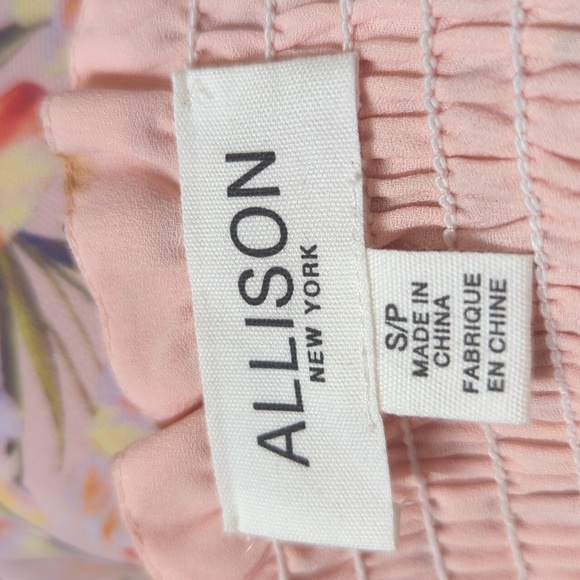 ALLISON
NEW YORK
S/P
MADE IN
CHINA
FABRIQUE
EN CHINE